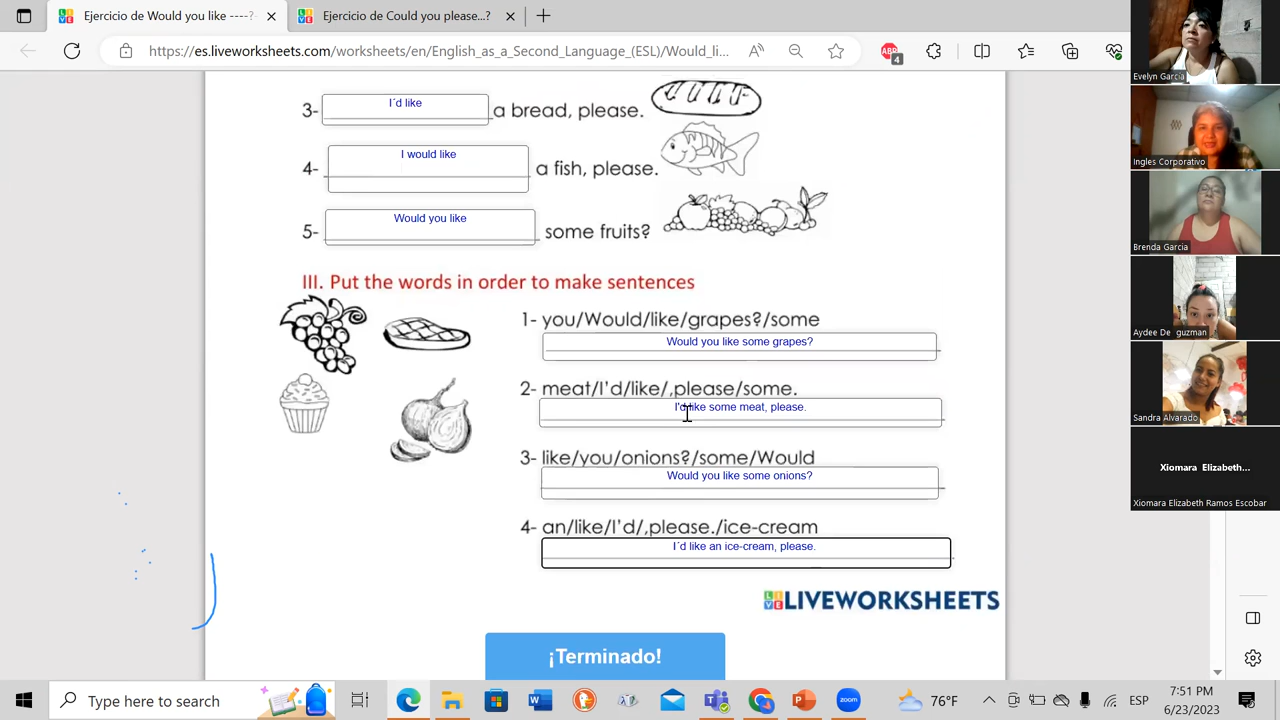 Ejercicio de Would you like ----?
Ejercicio de Would you like please..?
https://es.liveworksheets.com/worksheets/en/English_as_a_Second_Language_(ESL)/Would_li...
ABP
4
3- I´d like a bread, please.
4- I would like a fish, please.
5- Would you like some fruits?
III. Put the words in order to make sentences
1- you/Would/like/grapes?/some
Would you like some grapes?
2- meat/I'd/like/,please/some.
I'd like some meat, please.
3- like/you/onions?/some/Would
Would you like some onions?
4- an/like/I'd/,please./ice-cream
I´d like an ice-cream, please.
LIVEWORKSHEETS
¡Terminado!
Evelyn García
Ingles Corporativo
Brenda Garcia
Aydee De guzman
Sandra Alvarado
Xiomara Elizabeth...
Xiomara Elizabeth Ramos Escobar
Type here to search
zoom
76°F
ESP
7:51 PM
6/23/2023